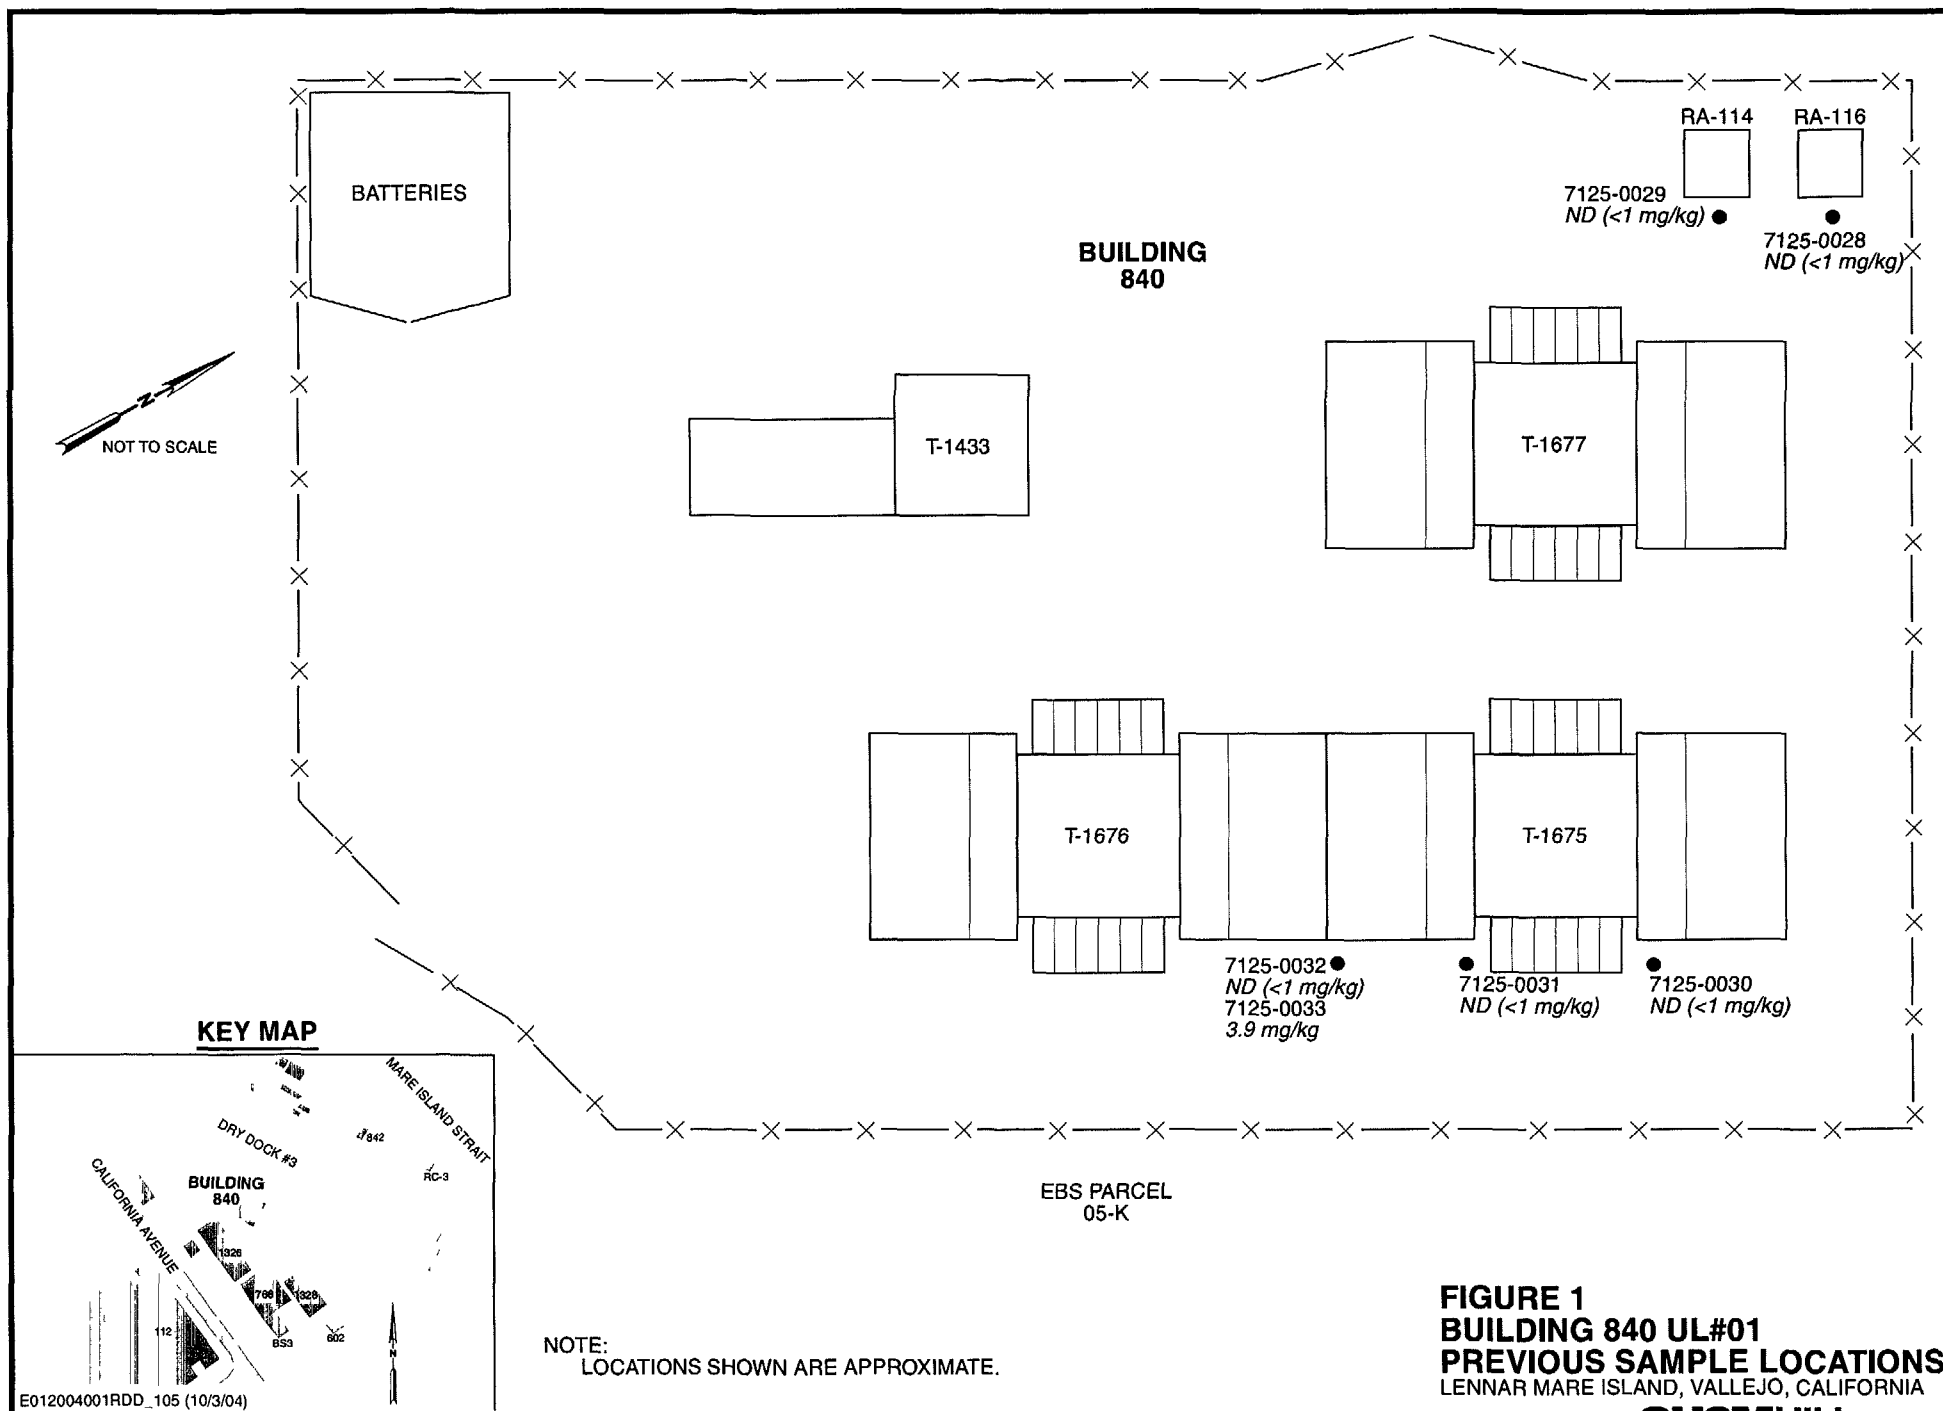 RA-114
RA-116
BATTERIES
7125-0029
ND (<1 mg/kg)
7125-0028
ND (<1 mg/kg)
BUILDING
840
N
NOT TO SCALE
T-1433
T-1677
T-1676
T-1675
7125-0032
ND (<1 mg/kg)
7125-0033
3.9 mg/kg
7125-0031
ND (<1 mg/kg)
7125-0030
ND (<1 mg/kg)
KEY MAP
MARE ISLAND STRAIT
DRY DOCK #3
842
RC-3
CALIFORNIA AVENUE
BUILDING
840
1326
768
1328
112
BS3
602
N
E012004001RDD_105 (10/3/04)
EBS PARCEL
05-K
NOTE:
LOCATIONS SHOWN ARE APPROXIMATE.
FIGURE 1
BUILDING 840 UL#01
PREVIOUS SAMPLE LOCATIONS
LENNAR MARE ISLAND, VALLEJO, CALIFORNIA